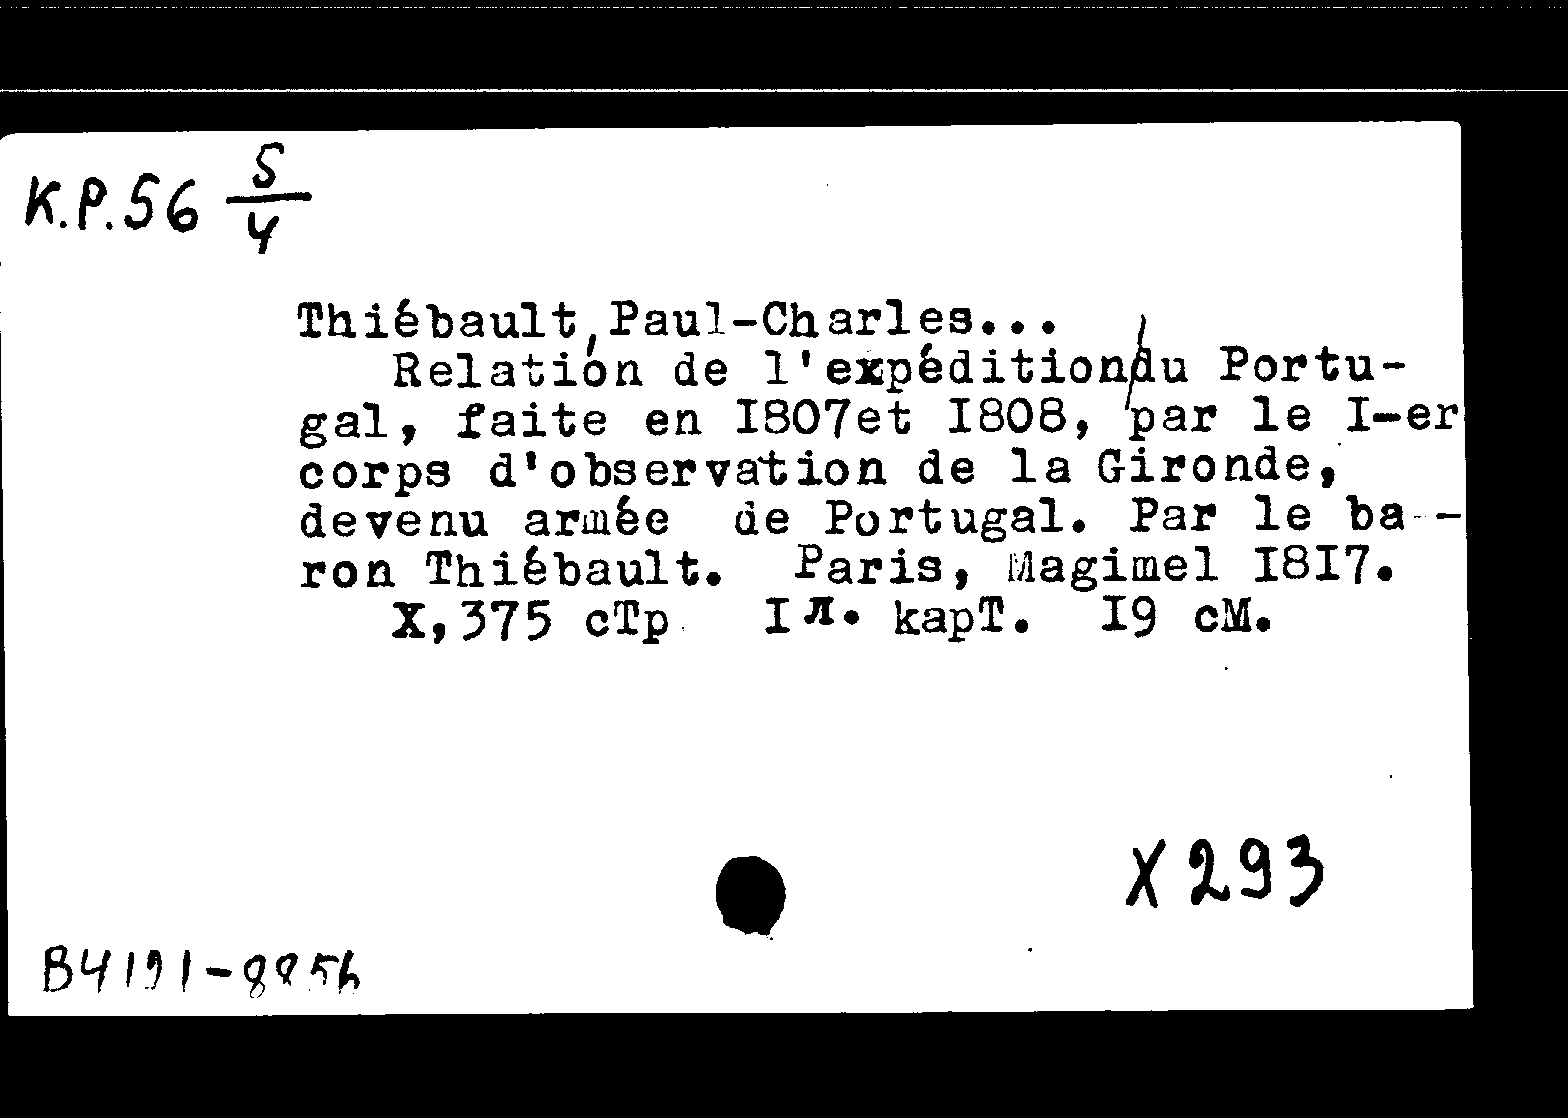 K.P.56 5/4
Thiébault, Paul-Charles...
Relation de l'expédition du Portu-
gal, faite en I807et I808, par le I-er
corps d'observation de la Gironde,
devenu armée de Portugal. Par le ba--
ron Thiébault. Paris, Magimel I8I7.
X,375 cTp I л. kapT. I9 cM.
X 293